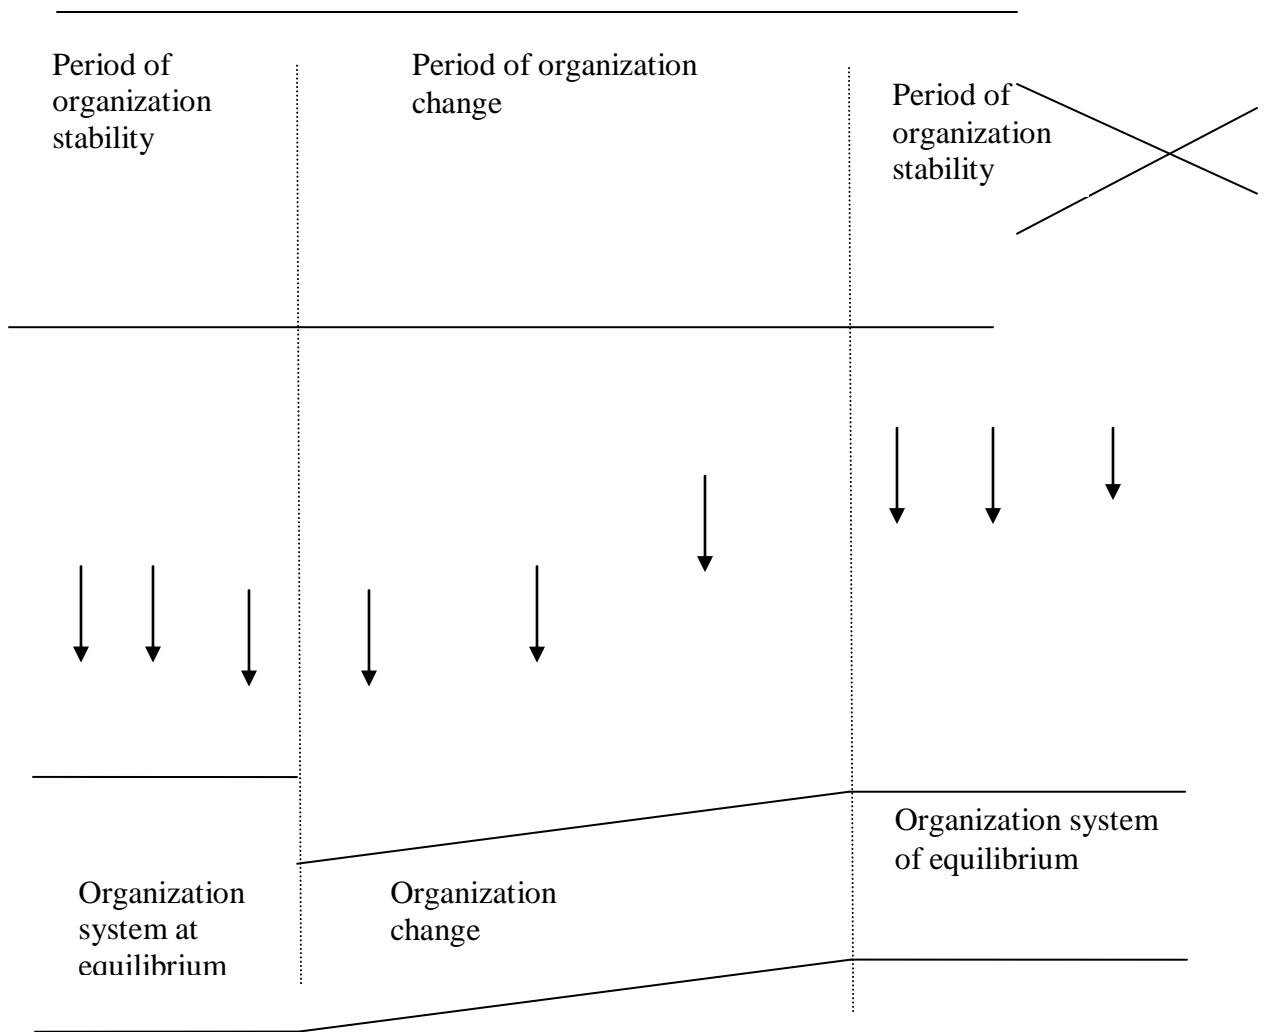 Period of
organization
stability
Period of organization
change
Period of
organization
stability
Organization system
of equilibrium
Organization
system at
equilibrium
Organization
change